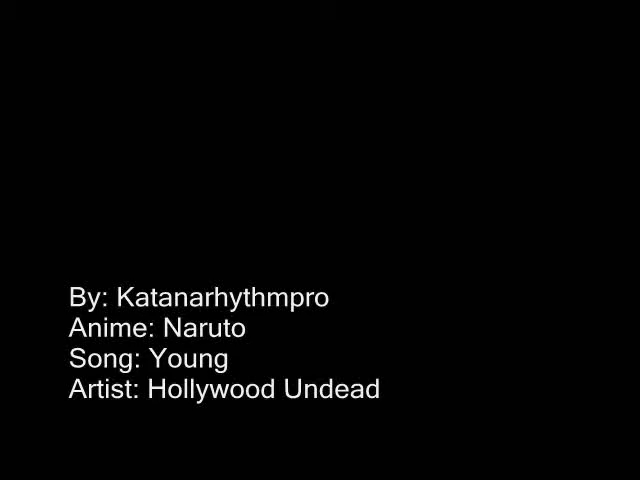 By: Katanarhythmpro
Anime: Naruto
Song: Young
Artist: Hollywood Undead